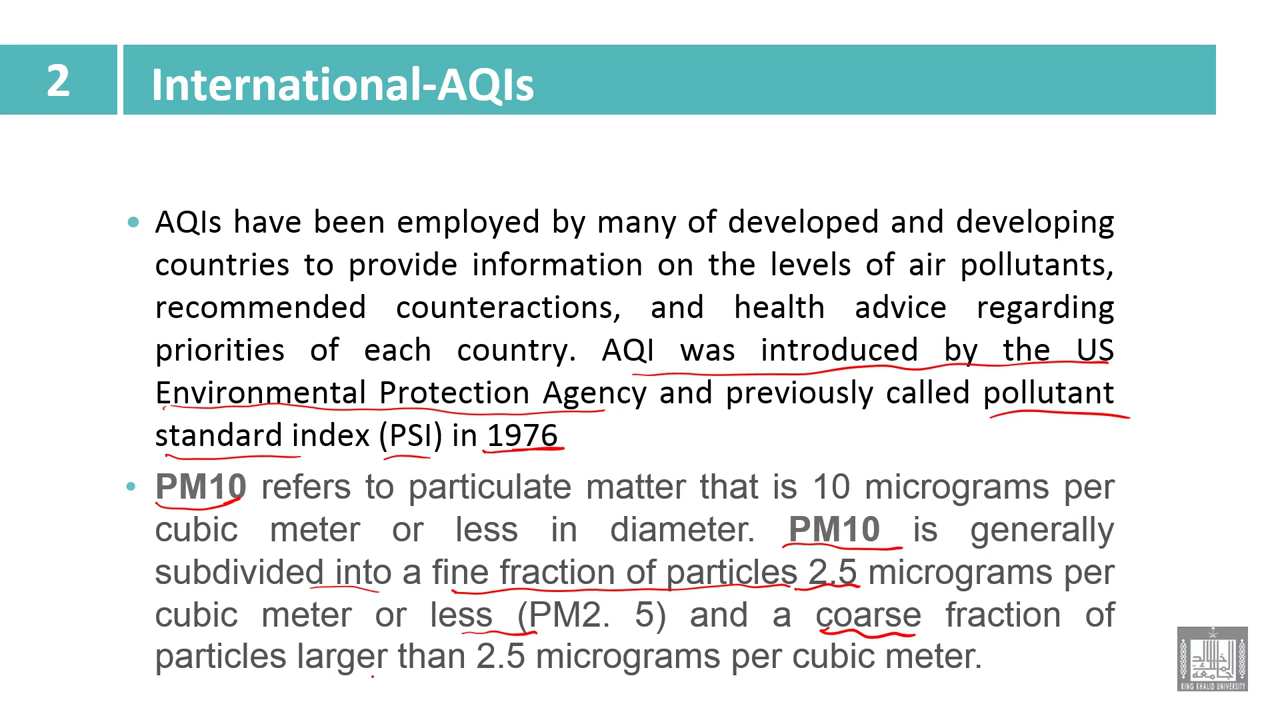 2
International-AQIs
• AQIs have been employed by many of developed and developing
countries to provide information on the levels of air pollutants,
recommended counteractions, and health advice regarding
priorities of each country. AQI was introduced by the US
Environmental Protection Agency and previously called pollutant
standard index (PSI) in 1976
• PM10 refers to particulate matter that is 10 micrograms per
cubic meter or less in diameter. PM10 is generally
subdivided into a fine fraction of particles 2.5 micrograms per
cubic meter or less (PM2. 5) and a coarse fraction of
particles larger than 2.5 micrograms per cubic meter.
KING KHALID UNIVERSITY